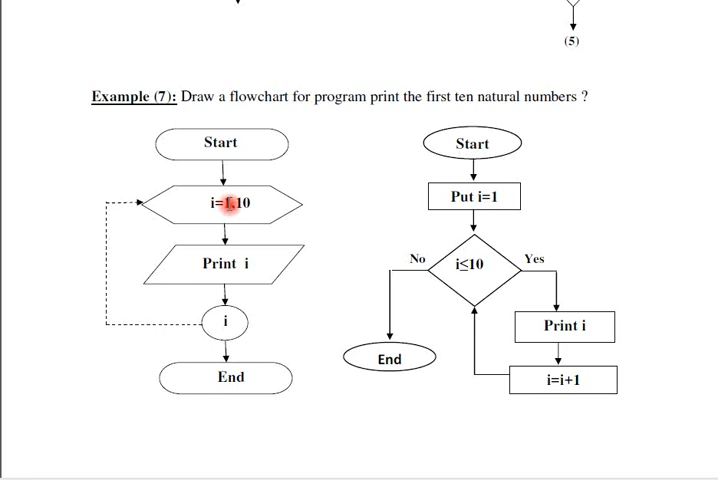 (5)
Example (7): Draw a flowchart for program print the first ten natural numbers ?
Start
i=1,10
Print i
i
End
Start
Put i=1
i≤10
No
Yes
Print i
i=i+1
End